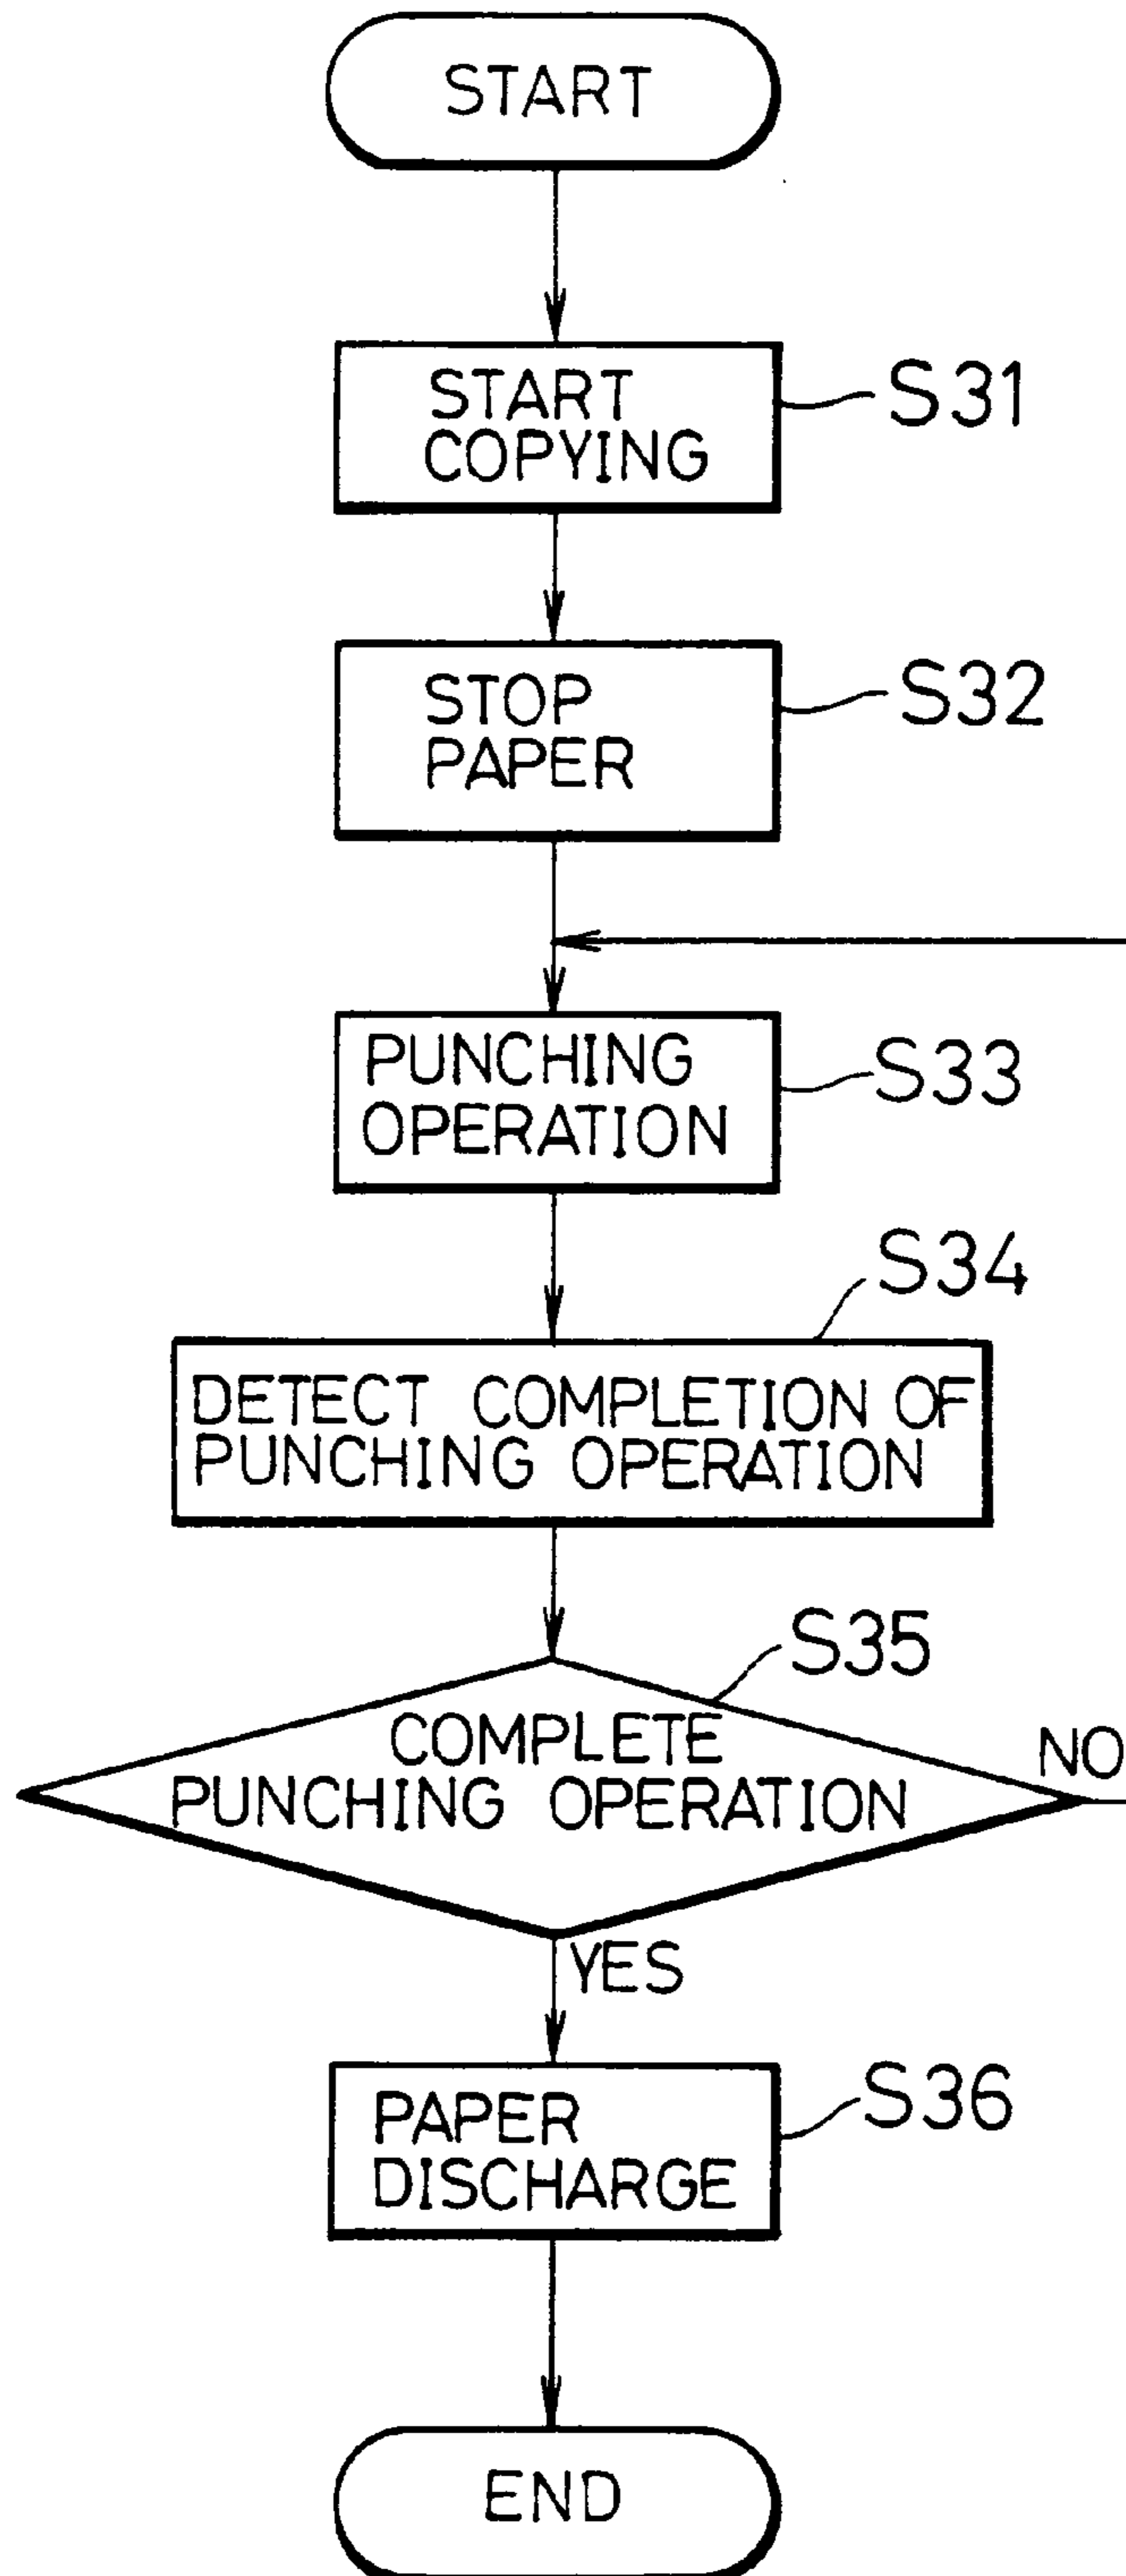 START
START
COPYING
S31
STOP
PAPER
S32
PUNCHING
OPERATION
S33
S34
DETECT COMPLETION OF
PUNCHING OPERATION
S35
COMPLETE
PUNCHING OPERATION
NO
YES
PAPER
DISCHARGE
S36
END